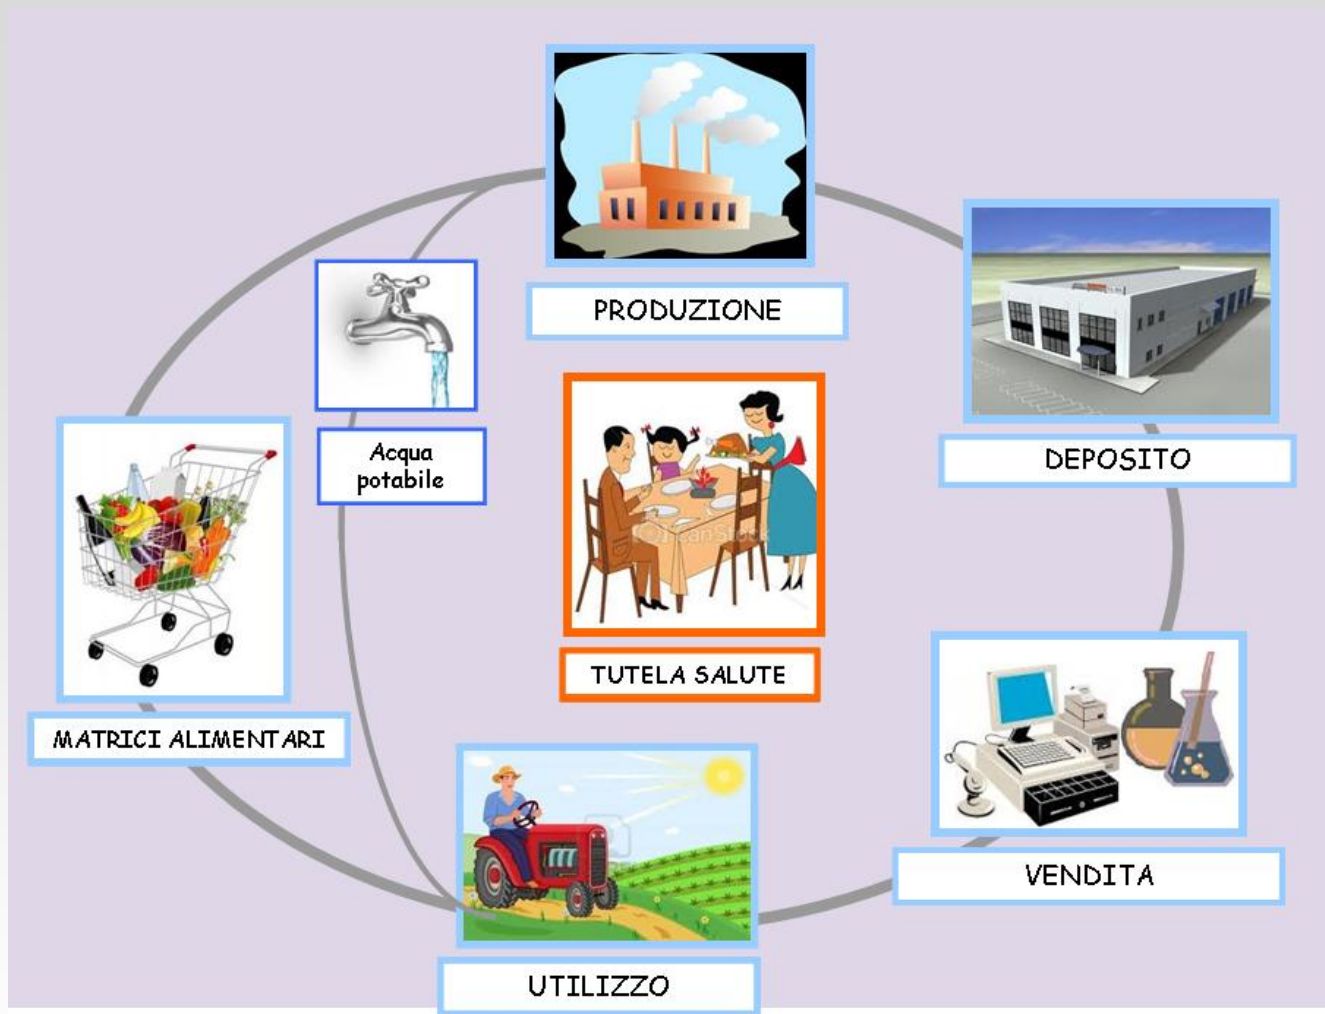 PRODUZIONE
DEPOSITO
Acqua
potabile
TUTELA SALUTE
MATRICI ALIMENTARI
VENDITA
UTILIZZO